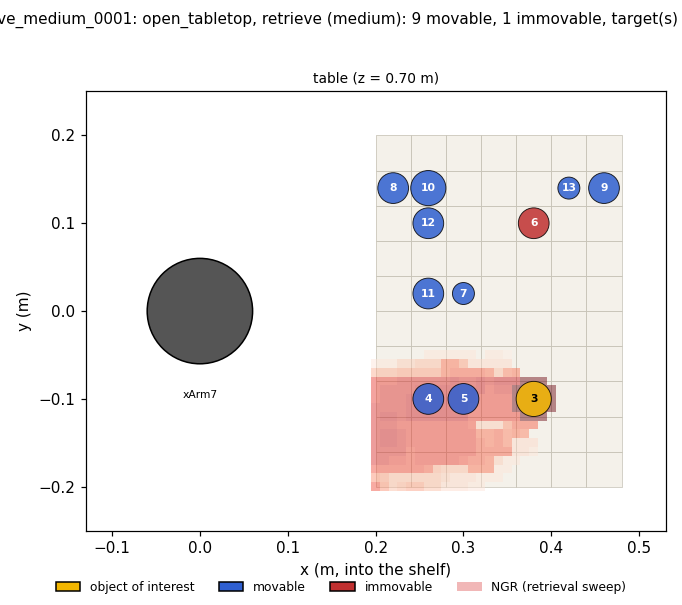 ve_medium_0001: open_tabletop, retrieve (medium): 9 movable, 1 immovable, target(s)
table (z = 0.70 m)
0.2
0.1
0.0
−0.1
−0.2
y (m)
8
10
13
9
12
6
11
7
4
5
3
xArm7
−0.1
0.0
0.1
0.2
0.3
0.4
0.5
x (m, into the shelf)
object of interest
movable
immovable
NGR (retrieval sweep)